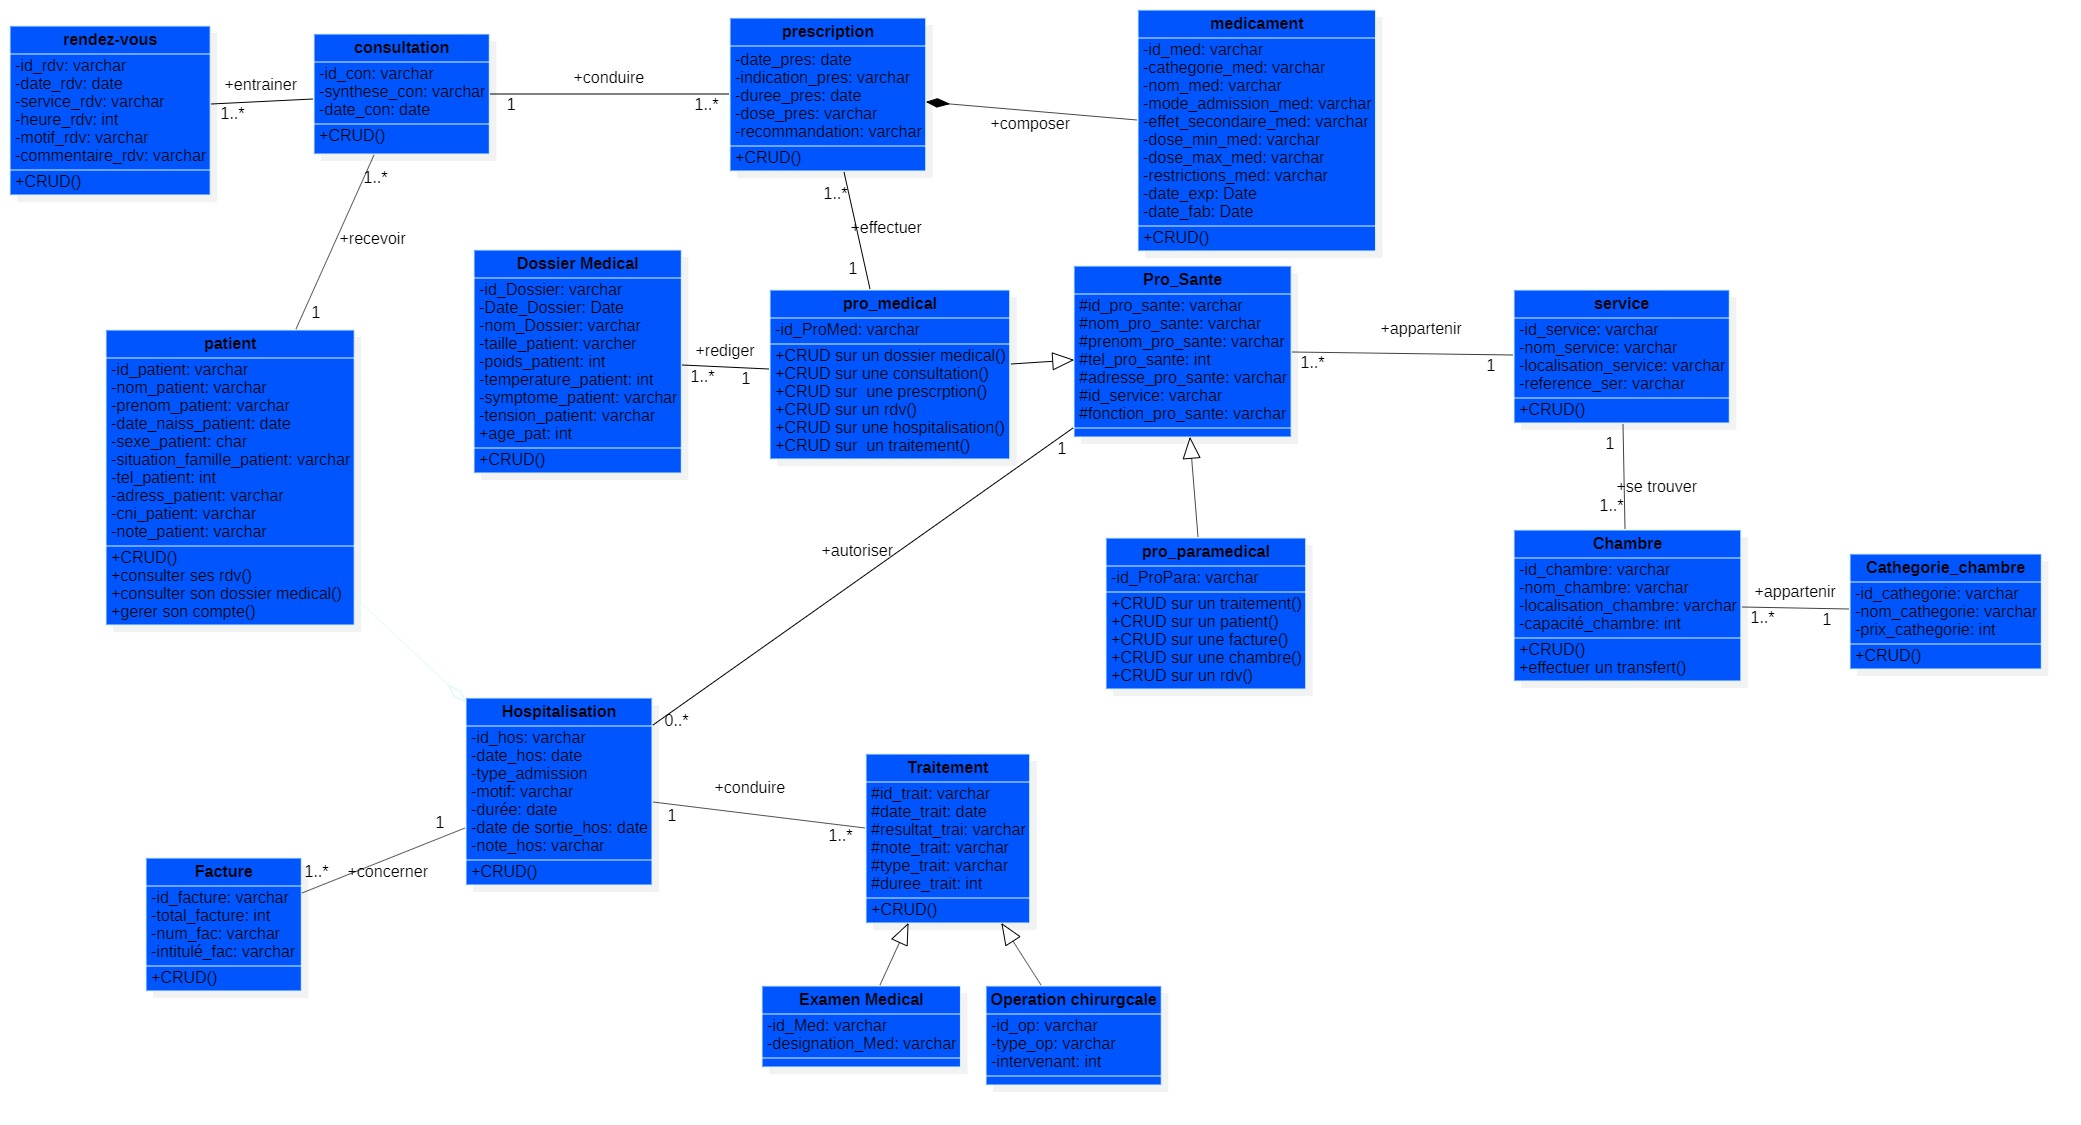 rendez-vous
-id_rdv: varchar
-date_rdv: date
-service_rdv: varchar
-heure_rdv: int
-motif_rdv: varchar
-commentaire_rdv: varchar
+CRUD()
+entrainer
1..*
consultation
-id_con: varchar
-synthese_con: varchar
-date_con: date
+CRUD()
+conduire
1
1..*
prescription
-date_pres: date
-indication_pres: varchar
-duree_pres: date
-dose_pres: varchar
-recommandation: varchar
+CRUD()
+composer
medicament
-id_med: varchar
-cathegorie_med: varchar
-nom_med: varchar
-mode_admission_med: varchar
-effet_secondaire_med: varchar
-dose_min_med: varchar
-dose_max_med: varchar
-restrictions_med: varchar
-date_exp: Date
-date_fab: Date
+CRUD()
1..*
+recevoir
1
1..*
+effectuer
1
patient
-id_patient: varchar
-nom_patient: varchar
-prenom_patient: varchar
-date_naiss_patient: date
-sexe_patient: char
-situation_famille_patient: varchar
-tel_patient: int
-adress_patient: varchar
-cni_patient: varchar
-note_patient: varchar
+CRUD()
+consulter ses rdv()
+consulter son dossier medical()
+gerer son compte()
Dossier Medical
-id_Dossier: varchar
-Date_Dossier: Date
-nom_Dossier: varchar
-taille_patient: varcher
-poids_patient: int
-temperature_patient: int
-symptome_patient: varchar
-tension_patient: varchar
+age_pat: int
+CRUD()
+rediger
1..*
1
pro_medical
-id_ProMed: varchar
+CRUD sur un dossier medical()
+CRUD sur une consultation()
+CRUD sur  une prescrption()
+CRUD sur un rdv()
+CRUD sur une hospitalisation()
+CRUD sur  un traitement()
Pro_Sante
#id_pro_sante: varchar
#nom_pro_sante: varchar
#prenom_pro_sante: varchar
#tel_pro_sante: int
#adresse_pro_sante: varchar
#id_service: varchar
#fonction_pro_sante: varchar
+appartenir
1..*
1
service
-id_service: varchar
-nom_service: varchar
-localisation_service: varchar
-reference_ser: varchar
+CRUD()
1
+se trouver
1..*
1
+autoriser
0..*
pro_paramedical
-id_ProPara: varchar
+CRUD sur un traitement()
+CRUD sur un patient()
+CRUD sur une facture()
+CRUD sur une chambre()
+CRUD sur un rdv()
Chambre
-id_chambre: varchar
-nom_chambre: varchar
-localisation_chambre: varchar
-capacité_chambre: int
+CRUD()
+effectuer un transfert()
+appartenir
1..*
1
Cathegorie_chambre
-id_cathegorie: varchar
-nom_cathegorie: varchar
-prix_cathegorie: int
+CRUD()
Hospitalisation
-id_hos: varchar
-date_hos: date
-type_admission
-motif: varchar
-durée: date
-date de sortie_hos: date
-note_hos: varchar
+CRUD()
+conduire
1
1..*
Traitement
#id_trait: varchar
#date_trait: date
#resultat_trai: varchar
#note_trait: varchar
#type_trait: varchar
#duree_trait: int
+CRUD()
1
1..*
+concerner
Facture
-id_facture: varchar
-total_facture: int
-num_fac: varchar
-intitulé_fac: varchar
+CRUD()
Examen Medical
-id_Med: varchar
-designation_Med: varchar
Operation chirurgcale
-id_op: varchar
-type_op: varchar
-intervenant: int